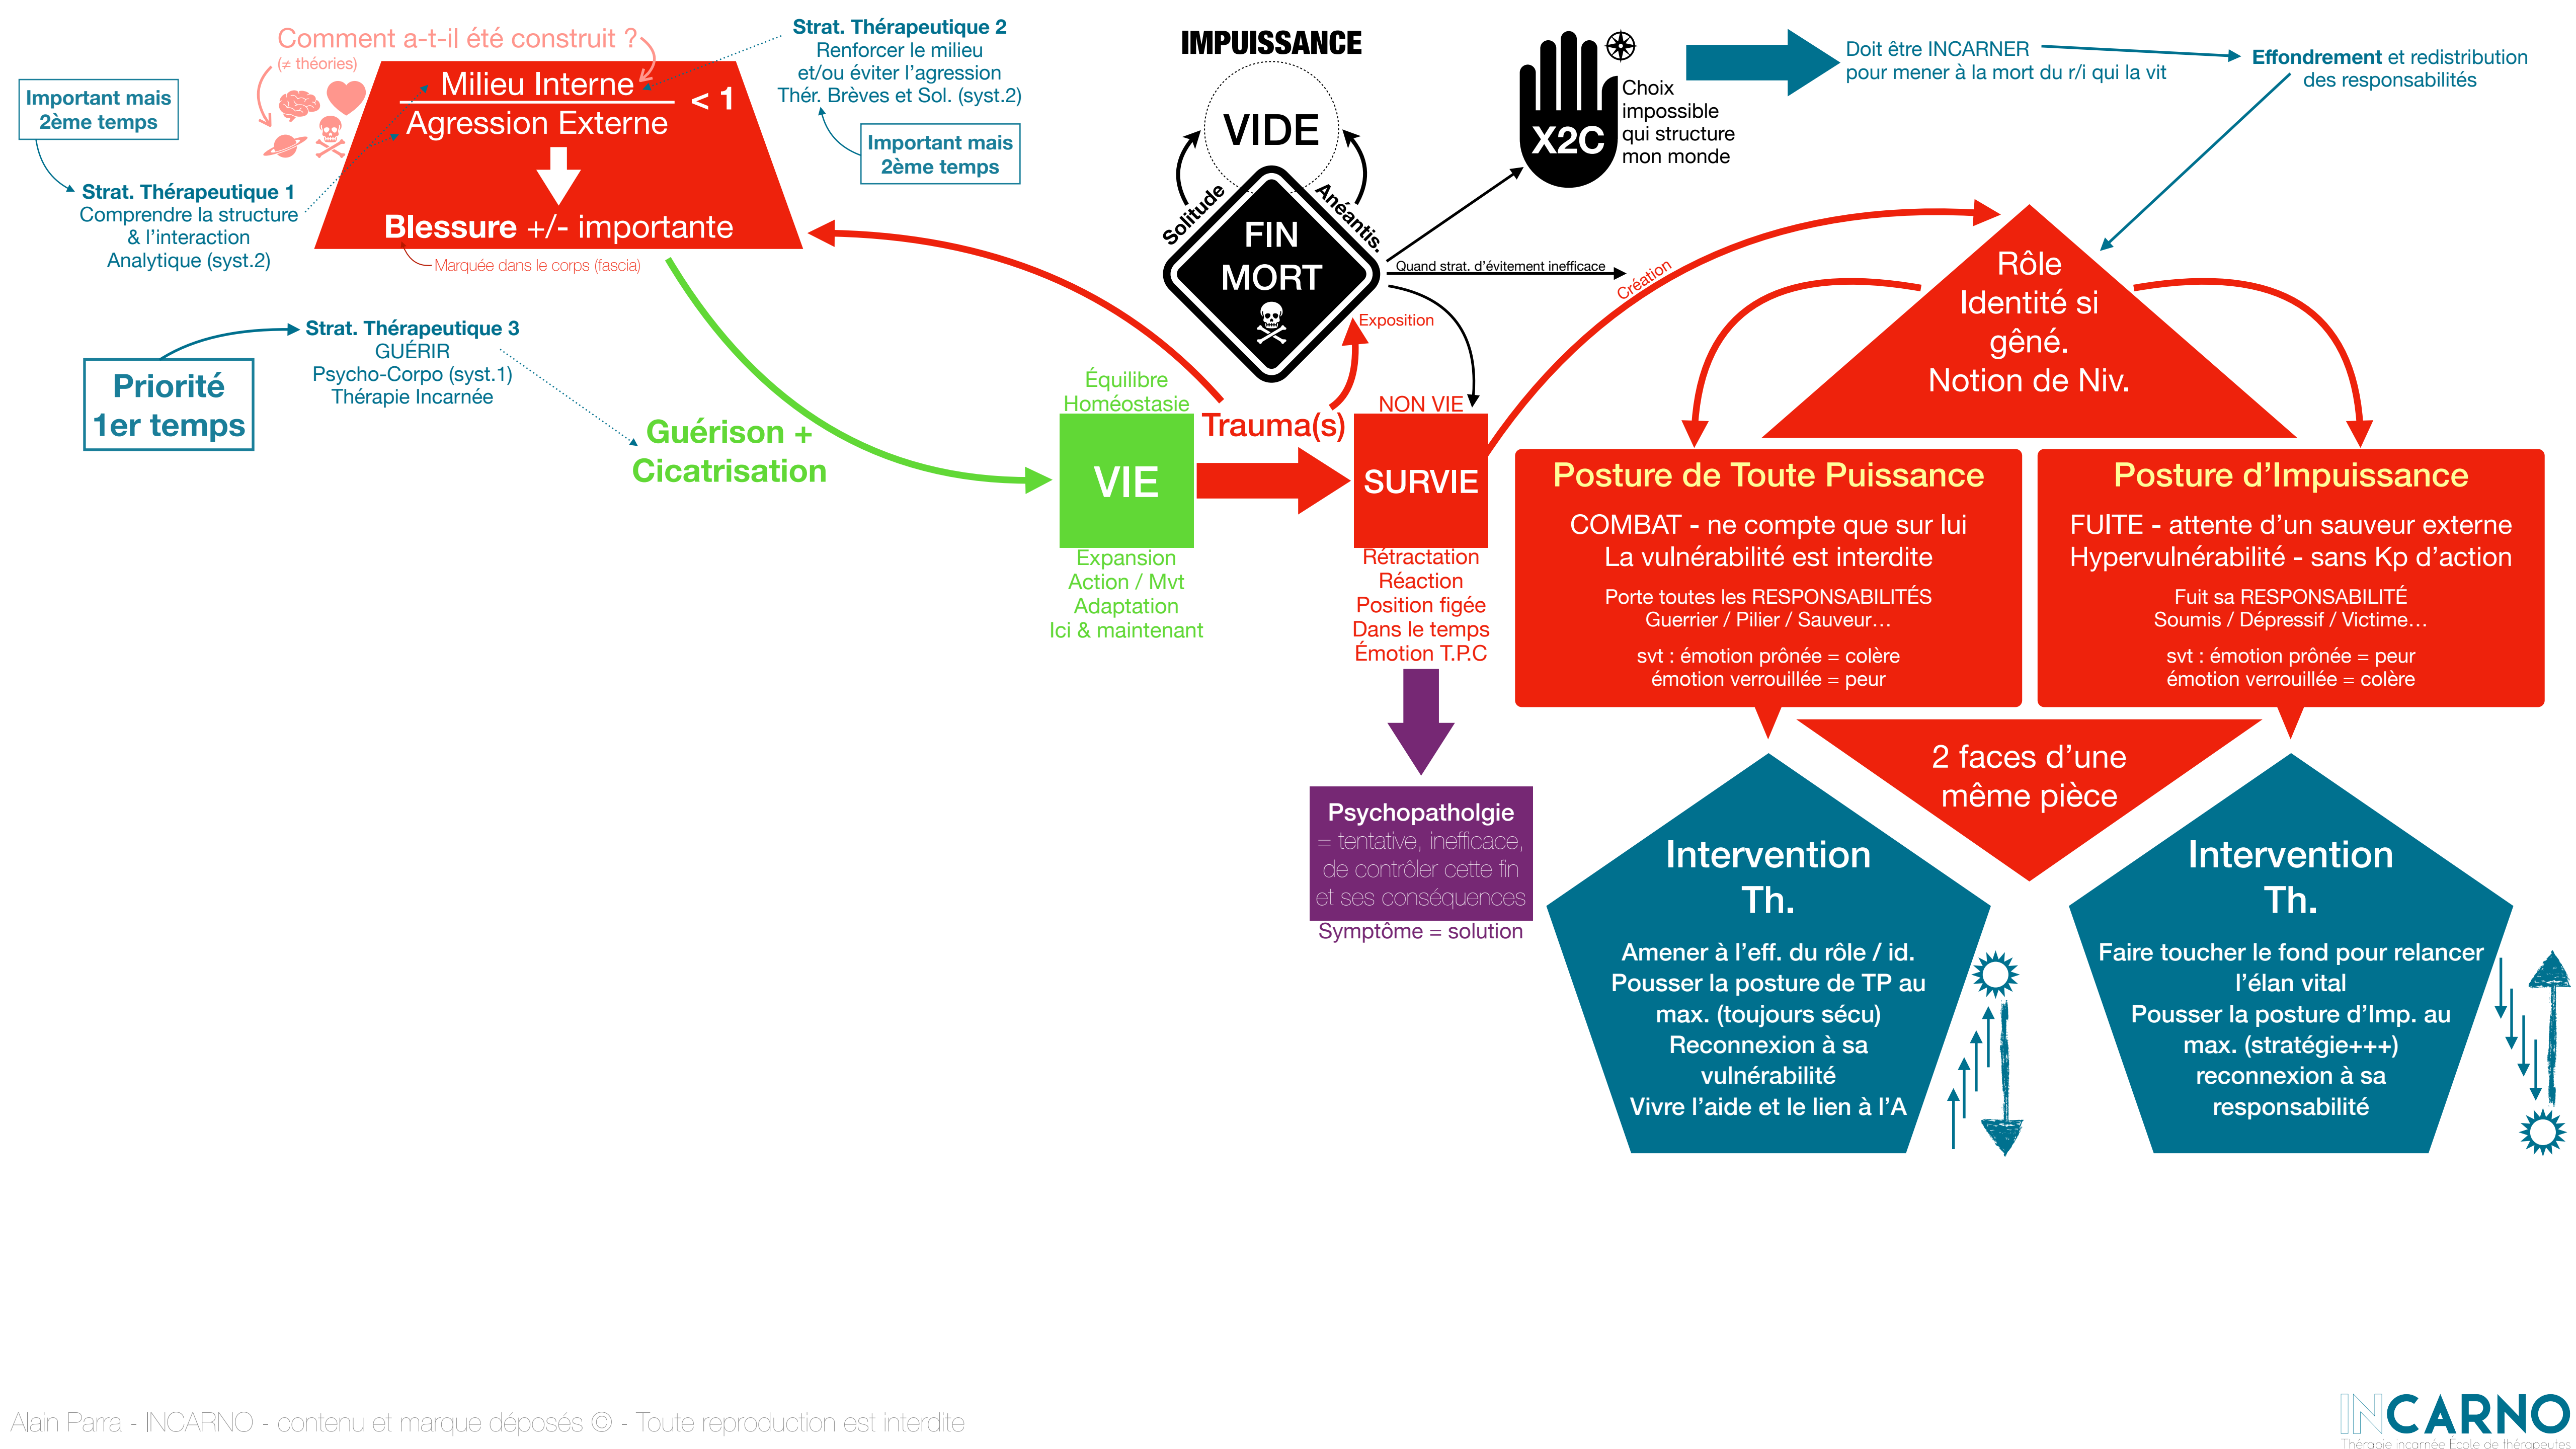 Comment a-t-il été construit ?
(≠ théories)
Important mais
2ème temps
Strat. Thérapeutique 1
Comprendre la structure
& l'interaction
Analytique (syst.2)
Milieu Interne
Agression Externe
< 1
Blessure +/- importante
Marquée dans le corps (fascia)
Strat. Thérapeutique 2
Renforcer le milieu
et/ou éviter l'agression
Thér. Brèves et Sol. (syst.2)
Important mais
2ème temps
Priorité
1er temps
Strat. Thérapeutique 3
GUÉRIR
Psycho-Corpo (syst.1)
Thérapie Incarnée
Guérison +
Cicatrisation
IMPUISSANCE
VIDE
Solitude
Anéantis.
FIN
MORT
Exposition
Quand strat. d'évitement inefficace
Création
X2C
Choix
impossible
qui structure
mon monde
Doit être INCARNER
pour mener à la mort du r/i qui la vit
Effondrement et redistribution
des responsabilités
Équilibre
Homéostasie
VIE
Expansion
Action / Mvt
Adaptation
Ici & maintenant
Trauma(s)
NON VIE
SURVIE
Rétractation
Réaction
Position figée
Dans le temps
Émotion T.P.C
Psychopatholgie
= tentative, inefficace,
de contrôler cette fin
et ses conséquences
Symptôme = solution
Rôle
Identité si
gêné.
Notion de Niv.
Posture de Toute Puissance
COMBAT - ne compte que sur lui
La vulnérabilité est interdite
Porte toutes les RESPONSABILITÉS
Guerrier / Pilier / Sauveur…
svt : émotion prônée = colère
émotion verrouillée = peur
Posture d'Impuissance
FUITE - attente d'un sauveur externe
Hypervulnérabilité - sans Kp d'action
Fuit sa RESPONSABILITÉ
Soumis / Dépressif / Victime…
svt : émotion prônée = peur
émotion verrouillée = colère
2 faces d'une
même pièce
Intervention
Th.
Amener à l'eff. du rôle / id.
Pousser la posture de TP au
max. (toujours sécu)
Reconnexion à sa
vulnérabilité
Vivre l'aide et le lien à l'A
Intervention
Th.
Faire toucher le fond pour relancer
l'élan vital
Pousser la posture d'Imp. au
max. (stratégie+++)
reconnexion à sa
responsabilité
Alain Parra - INCARNO - contenu et marque déposés © - Toute reproduction est interdite
INCARNO
Thérapie incarnée École de thérapeutes